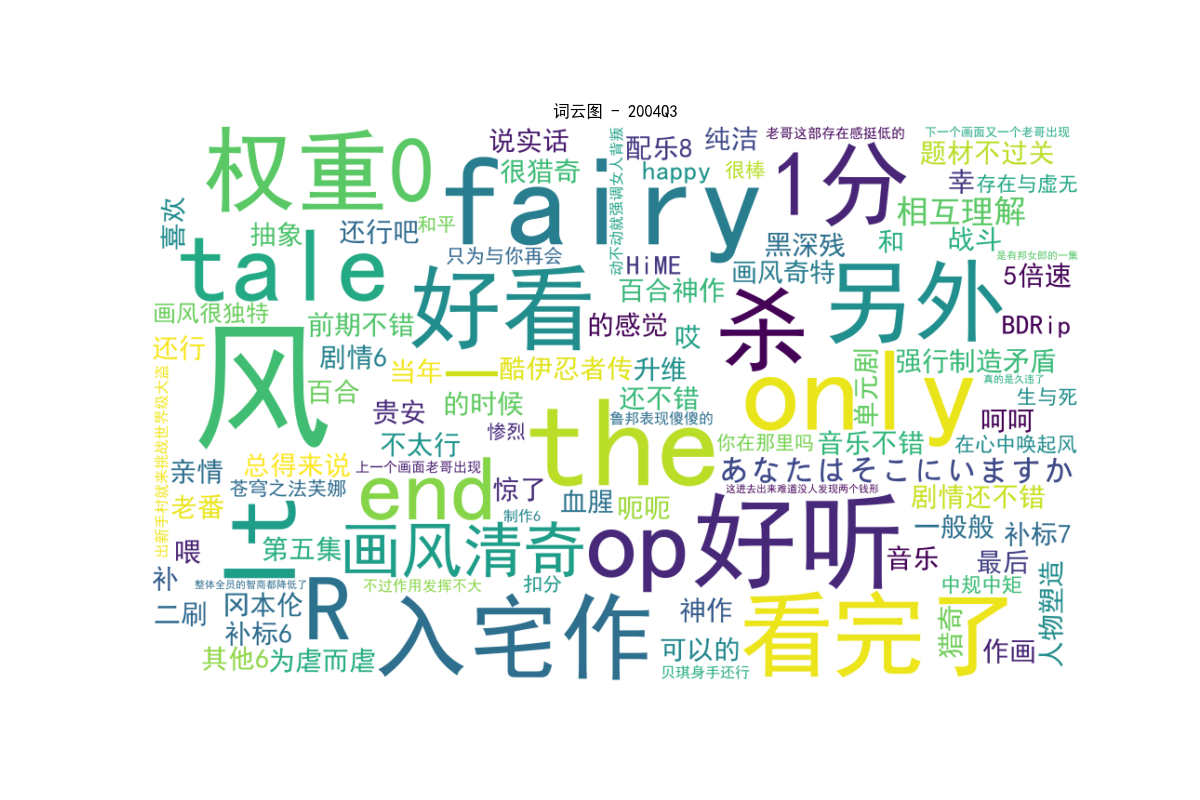 词云图 - 2004Q3
权重0
说实话
很猎奇
fairy
动不动就强调女人背叛
配乐8
纯洁
happy
很棒
老哥这部存在感挺低的
1分
下一个画面又一个老哥出现
题材不过关
幸
存在与虚无
喜欢
抽象
还行吧
和平
相互理解
tale
只为与你再会
HiME
黑深残
和
战斗
是有邦女郎的一集
好看
画风奇特
另外
5倍速
百合神作
杀
画风很独特
前期不错
的感觉
哎
BDRip
风
还行
剧情6
当年
一
酷伊忍者传
升维
only
单元剧
强行制造矛盾
真的是久违了
百合
还不错
生与死
出新手村就来挑战世界级大盗
贵安
的时候
鲁邦表现傻傻的
呵呵
the
惨烈
不太行
你在那里吗
音乐不错
在心中唤起风
亲情
总得来说
上一个画面老哥出现
あなたはそこにいますか
苍穹之法芙娜
end
惊了
这进去出来难道没人发现两个钱形
老番
血腥
呃呃
剧情还不错
it
制作6
好听
一般般
补标7
喂
第五集
画风清奇
op
音乐
最后
补
整体全员的智商都降低了
不过作用发挥不大
扣分
中规中矩
人物塑造
二刷
冈本伦
R
入宅作
神作
看完了
猎奇
补标6
其他6
为虐而虐
可以的
作画
贝琪身手还行